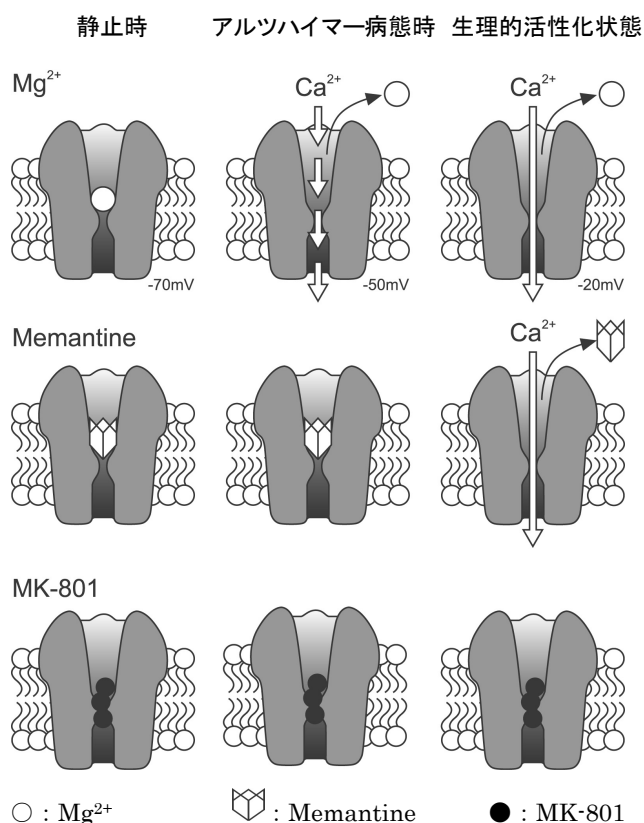 静止時 アルツハイマー病態時 生理的活性化状態
Mg²⁺ Ca²⁺ Ca²⁺
-70mV -50mV -20mV
Memantine Ca²⁺
MK-801
○ : Mg²⁺ : Memantine ● : MK-801